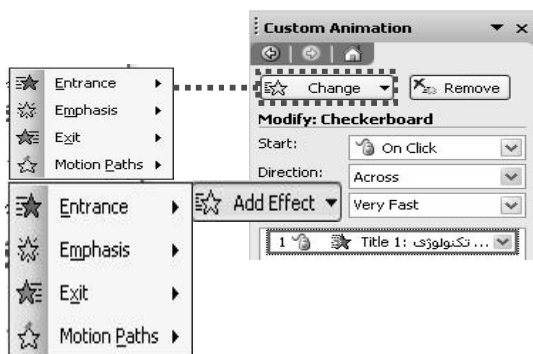 Custom Animation
Change
Remove
Modify: Checkerboard
Start:
On Click
Direction:
Across
Very Fast
1 Title 1: تکنولوژی ...
Entrance
Emphasis
Exit
Motion Paths
Add Effect
Entrance
Emphasis
Exit
Motion Paths